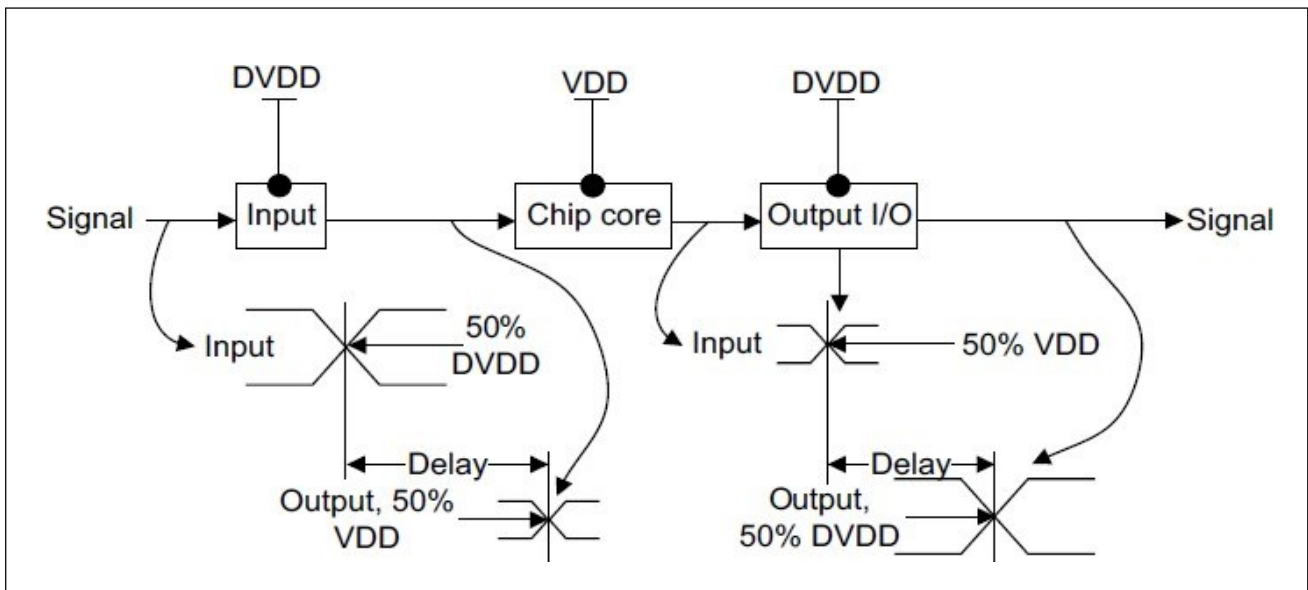 DVDD
VDD
DVDD
Signal
Input
Chip core
Output I/O
Signal
Input
50%
DVDD
Input
50% VDD
Delay
Output, 50%
VDD
Delay
Output,
50% DVDD